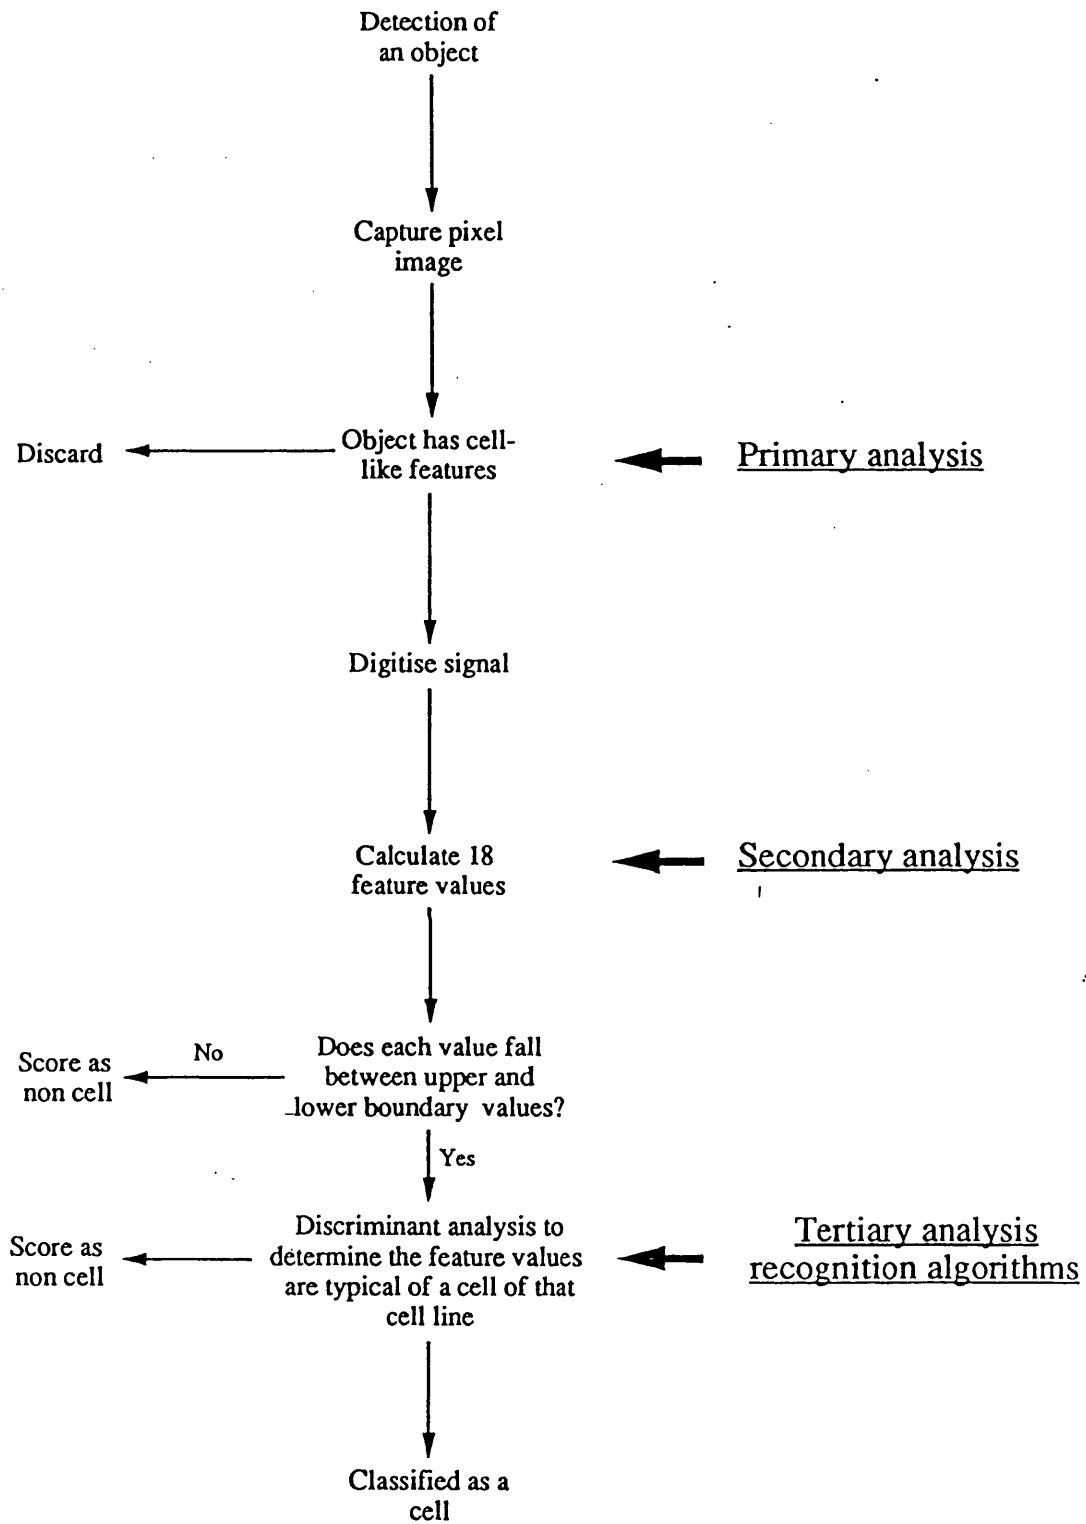 Detection of
an object
Capture pixel
image
Discard
Object has cell-
like features
Primary analysis
Digitise signal
Calculate 18
feature values
Secondary analysis
Score as
non cell
No
Does each value fall
between upper and
lower boundary values?
Yes
Score as
non cell
Discriminant analysis to
determine the feature values
are typical of a cell of that
cell line
Tertiary analysis
recognition algorithms
Classified as a
cell